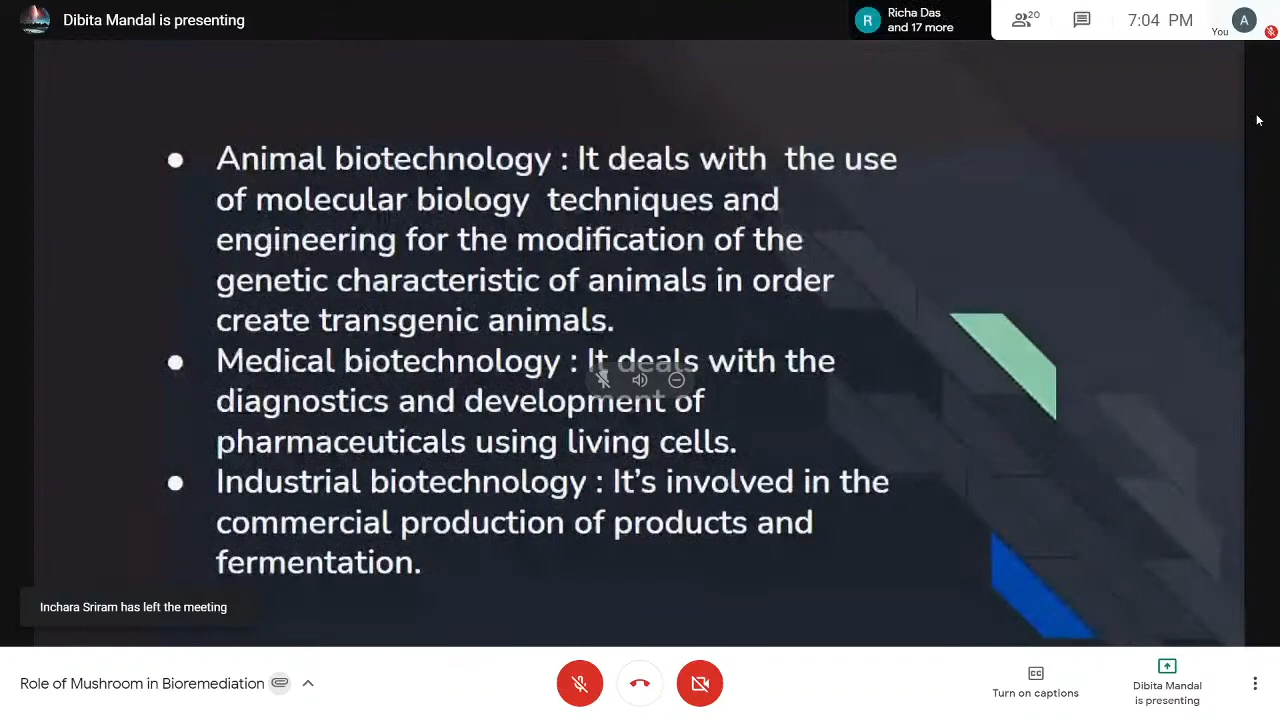 Dibita Mandal is presenting
R
Richa Das
and 17 more
20
7:04 PM
You
A
● Animal biotechnology : It deals with the use
of molecular biology techniques and
engineering for the modification of the
genetic characteristic of animals in order
create transgenic animals.
● Medical biotechnology : It deals with the
diagnostics and development of
pharmaceuticals using living cells.
● Industrial biotechnology : It’s involved in the
commercial production of products and
fermentation.
Inchara Sriram has left the meeting
Role of Mushroom in Bioremediation
Turn on captions
Dibita Mandal
is presenting